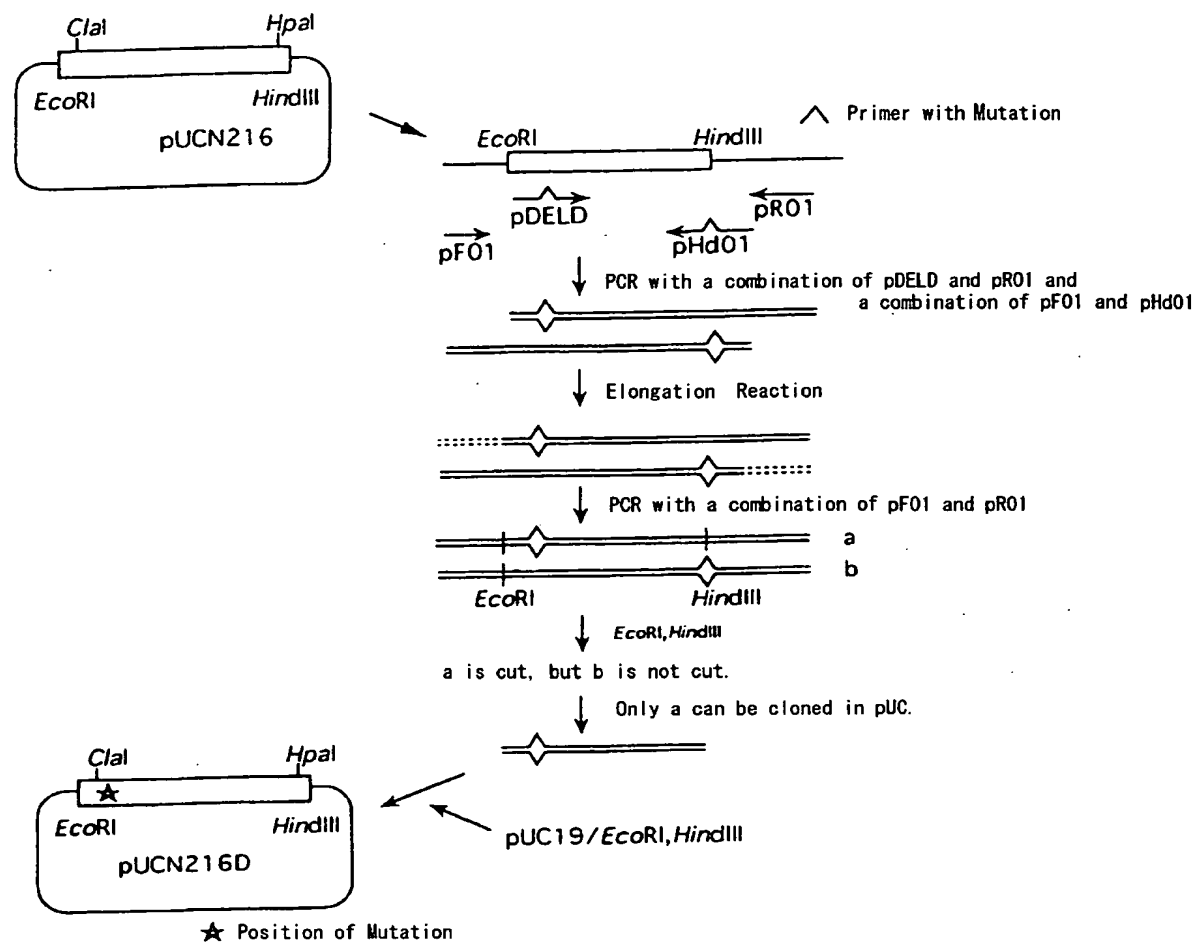 ClaI HpaI
EcoRI HindIII
pUCN216
Primer with Mutation
EcoRI HindIII
pDELD pR01
pF01 pHd01
PCR with a combination of pDELD and pR01 and
a combination of pF01 and pHd01
Elongation Reaction
PCR with a combination of pF01 and pR01
a
b
EcoRI HindIII
EcoRI,HindIII
a is cut, but b is not cut.
Only a can be cloned in pUC.
ClaI HpaI
EcoRI HindIII
pUCN216D
pUC19/EcoRI,HindIII
Position of Mutation